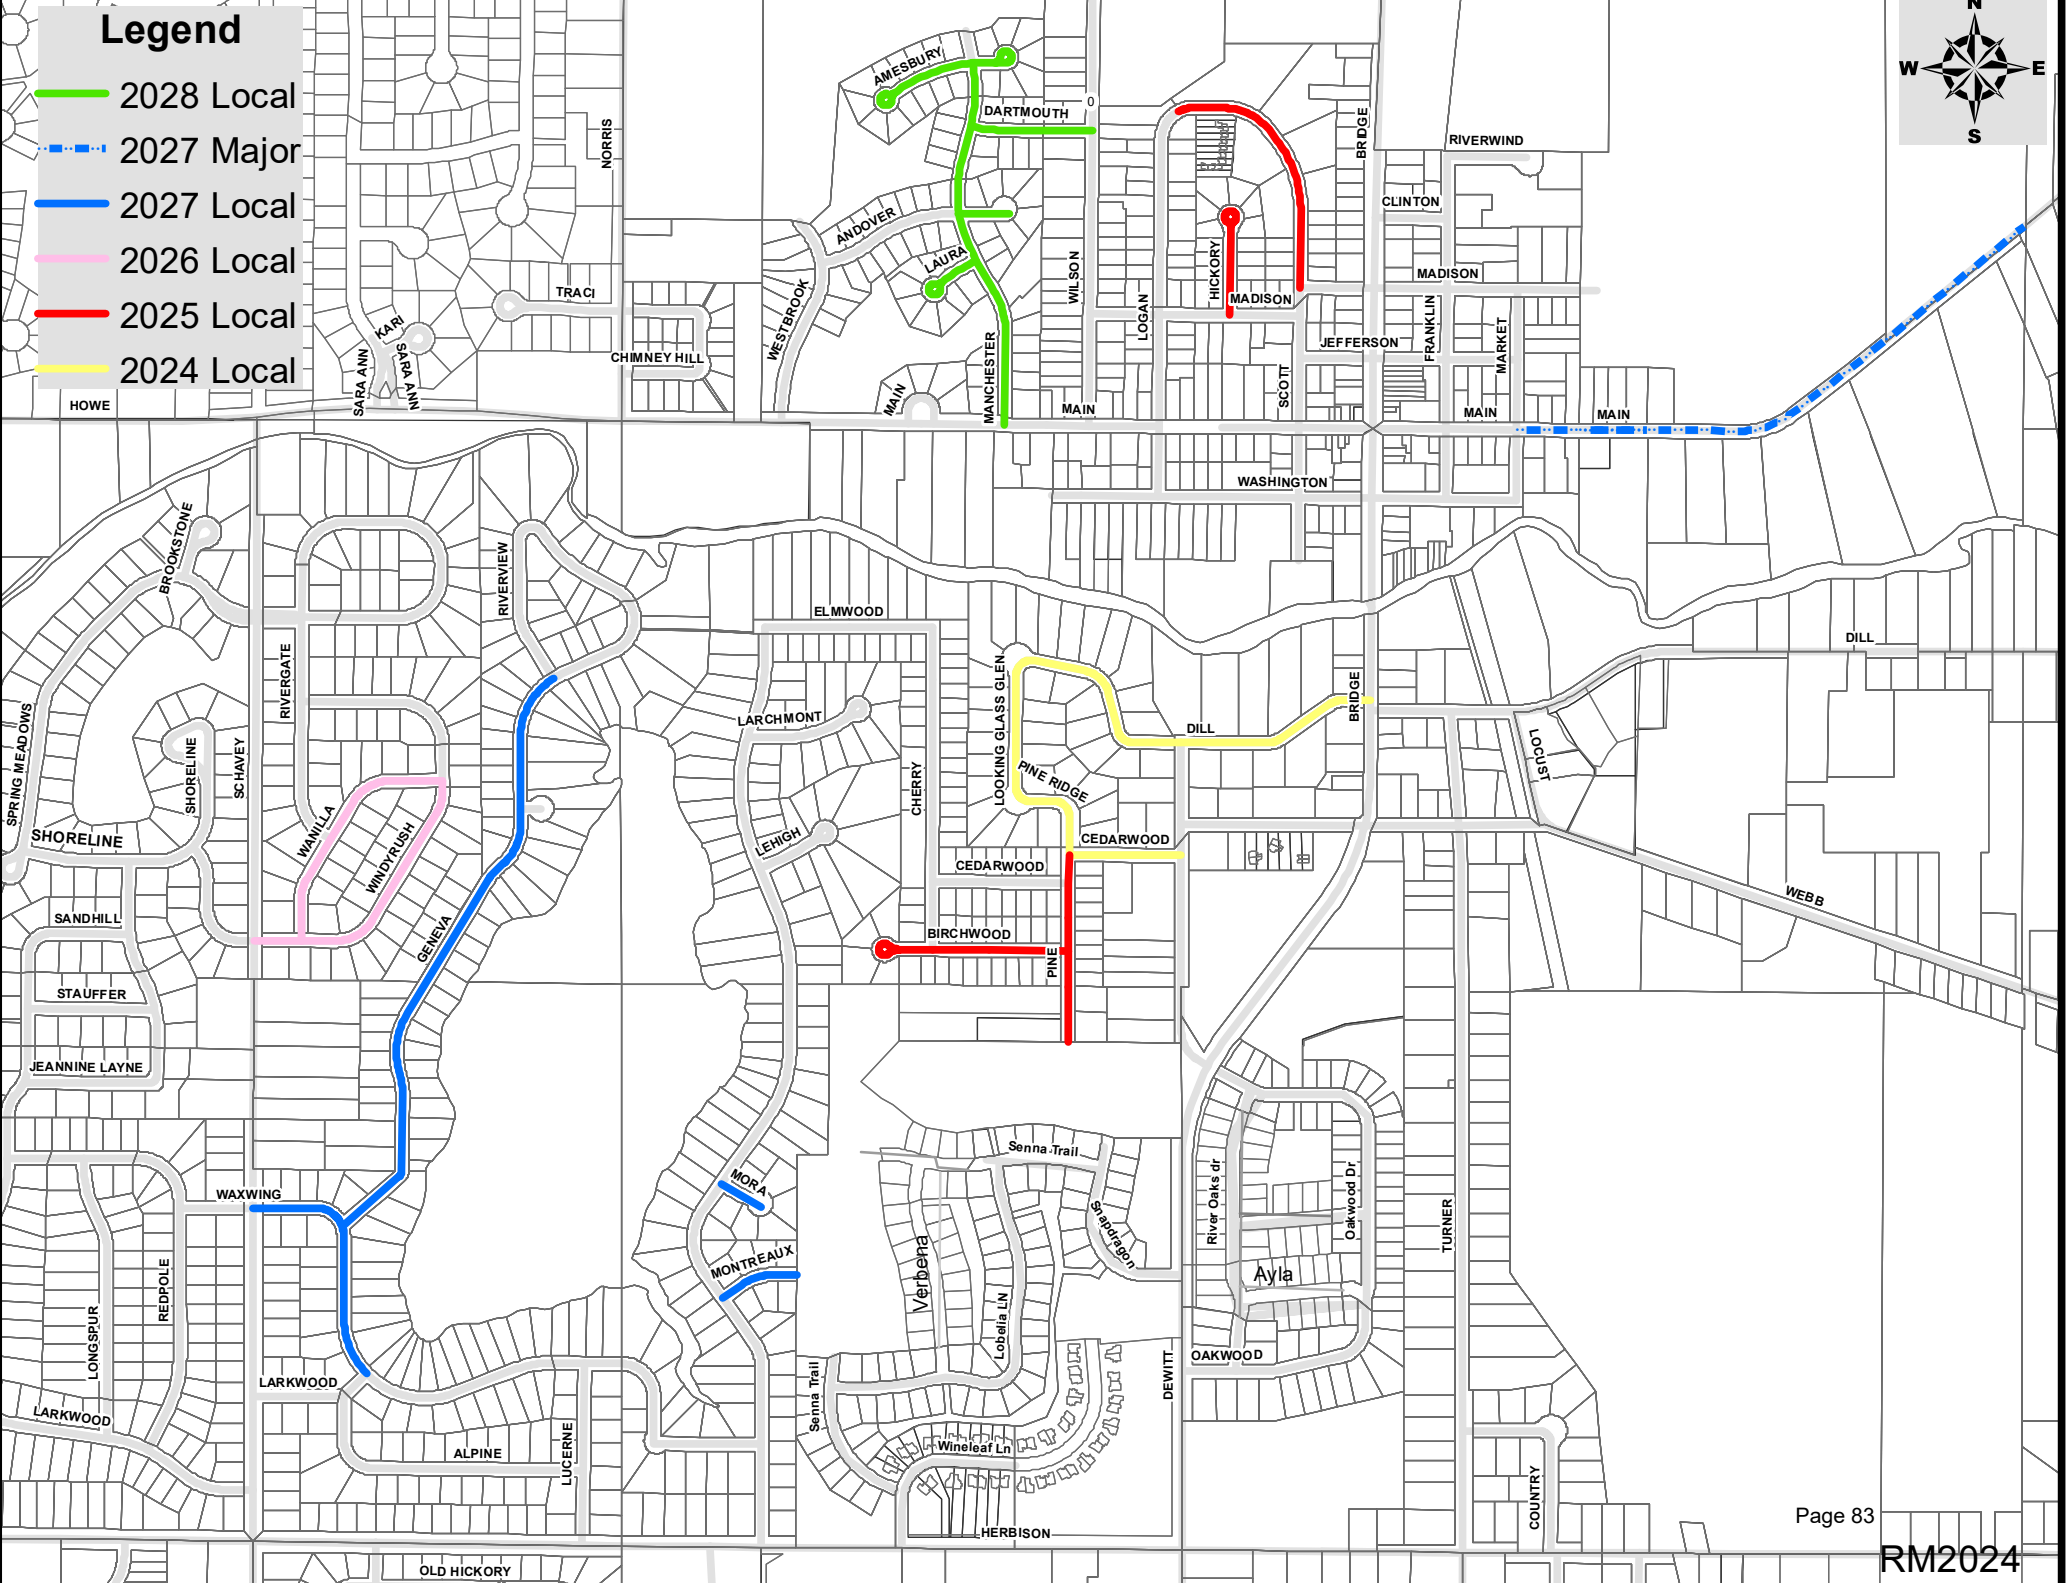 Legend
2028 Local
2027 Major
2027 Local
2026 Local
2025 Local
2024 Local
N
W
E
S
AMESBURY
DARTMOUTH
0
NORRIS
BRIDGE
RIVERWIND
CLINTON
ANDOVER
LAURA
WILSON
HICKORY
MADISON
MADISON
TRACI
KARI
SARA ANN
SARA ANN
CHIMNEY HILL
WESTBROOK
MANCHESTER
LOGAN
JEFFERSON
FRANKLIN
MARKET
SCOTT
HOWE
MAIN
MAIN
MAIN
MAIN
WASHINGTON
BROOKSTONE
RIVERVIEW
ELMWOOD
DILL
RIVERGATE
LOOKING GLASS GLEN
BRIDGE
SPRING MEADOWS
SHORELINE
SCHAVEY
LARCHMONT
DILL
LOCUST
CHERRY
PINE RIDGE
WANILLA
WINDYRUSH
SHORELINE
LEHIGH
CEDARWOOD
CEDARWOOD
WEBB
SANDHILL
GENEVA
BIRCHWOOD
PINE
STAUFFER
JEANNINE LAYNE
Senna Trail
WAXWING
MORA
River Oaks dr
Oakwood Dr
TURNER
Snapdragon
MONTREAUX
Verbena
Ayla
REDPOLE
LONGSPUR
Lobelia LN
LARKWOOD
LARKWOOD
Senna Trail
DEWITT
OAKWOOD
ALPINE
LUCERNE
Wineleaf Ln
COUNTRY
HERBISON
OLD HICKORY
Page 83
RM2024